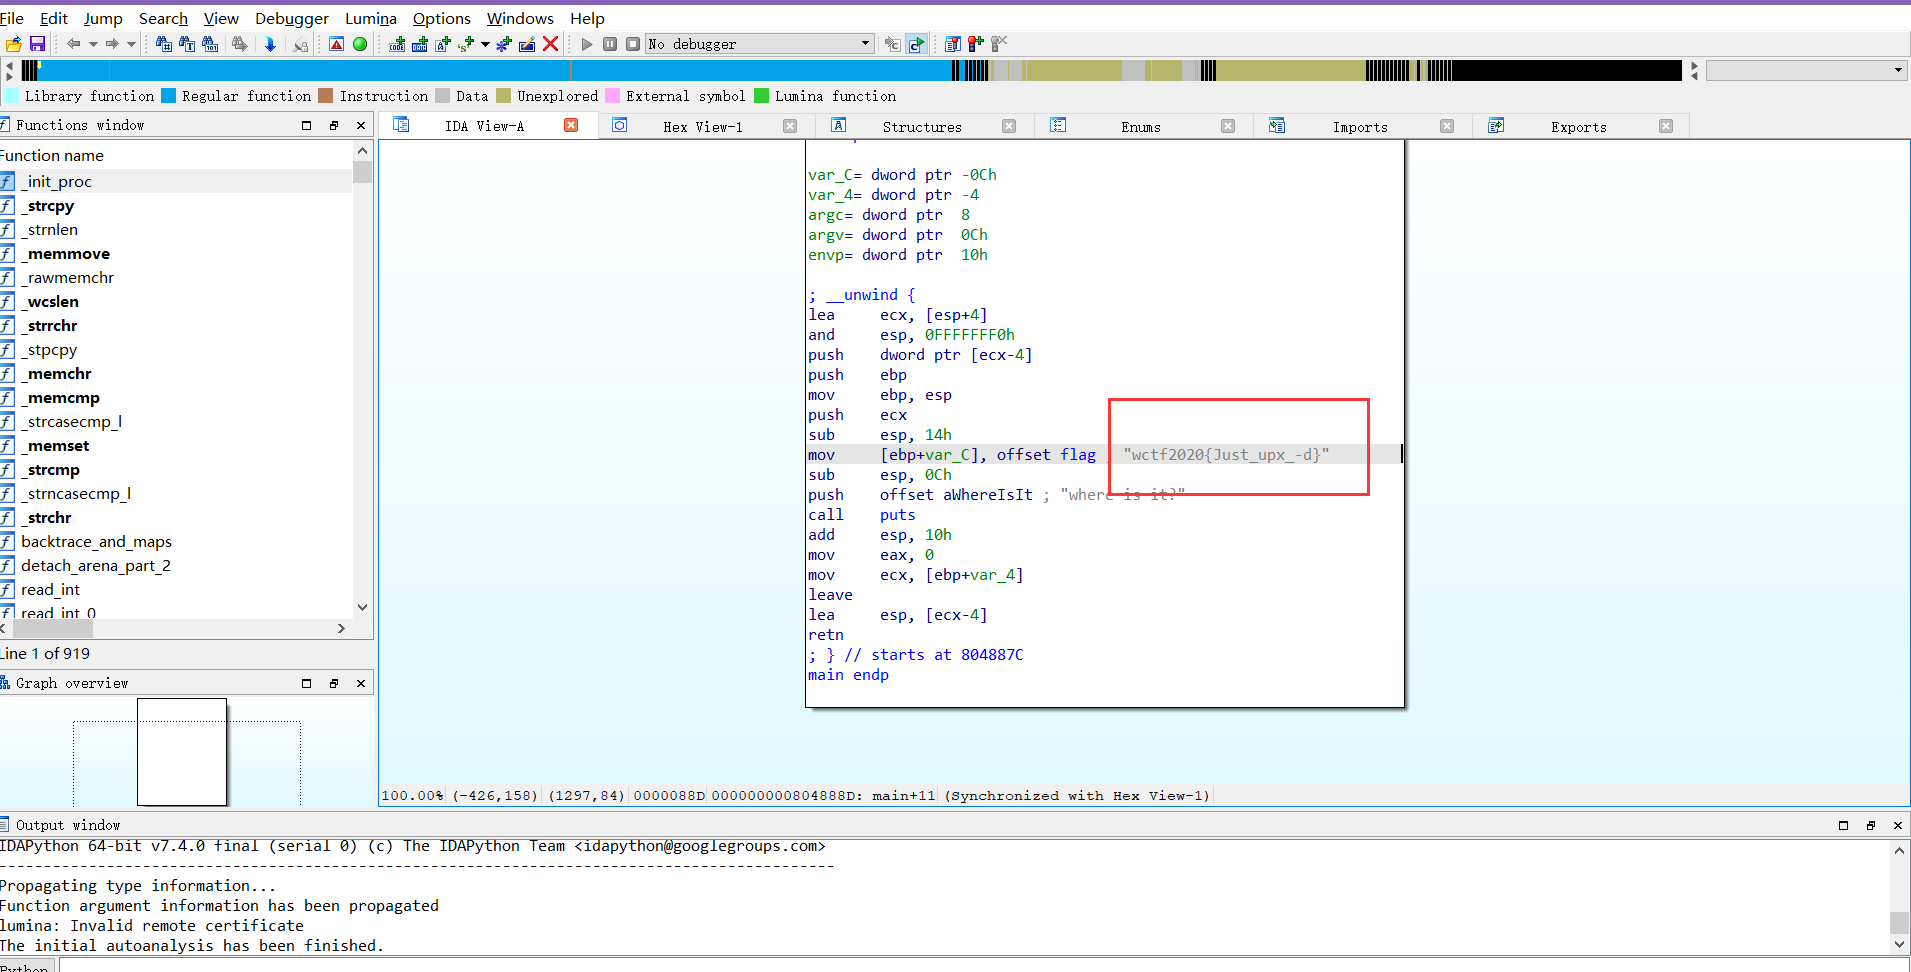 File Edit Jump Search View Debugger Lumina Options Windows Help
No debugger
Library function Regular function Instruction Data Unexplored External symbol Lumina function
Functions window
IDA View-A Hex View-1 Structures Enums Imports Exports
Function name
_init_proc
_strcpy
_strnlen
_memmove
_rawmemchr
_wcslen
_strrchr
_stpcpy
_memchr
_memcmp
_strcasecmp_l
_memset
_strcmp
_strncasecmp_l
_strchr
backtrace_and_maps
detach_arena_part_2
read_int
read_int_0
Line 1 of 919
Graph overview
var_C= dword ptr -0Ch
var_4= dword ptr -4
argc= dword ptr  8
argv= dword ptr  0Ch
envp= dword ptr  10h
; __unwind {
lea     ecx, [esp+4]
and     esp, 0FFFFFFF0h
push    dword ptr [ecx-4]
push    ebp
mov     ebp, esp
push    ecx
sub     esp, 14h
mov     [ebp+var_C], offset flag ; "wctf2020{Just_upx_-d}"
sub     esp, 0Ch
push    offset aWhereIsIt ; "where is it?"
call    puts
add     esp, 10h
mov     eax, 0
mov     ecx, [ebp+var_4]
leave
lea     esp, [ecx-4]
retn
; } // starts at 804887C
main endp
100.00% (-426,158) (1297,84) 0000088D 000000000804888D: main+11 (Synchronized with Hex View-1)
Output window
IDAPython 64-bit v7.4.0 final (serial 0) (c) The IDAPython Team <idapython@googlegroups.com>
-------------------------------------------------------------------------------------------
Propagating type information...
Function argument information has been propagated
lumina: Invalid remote certificate
The initial autoanalysis has been finished.
Python